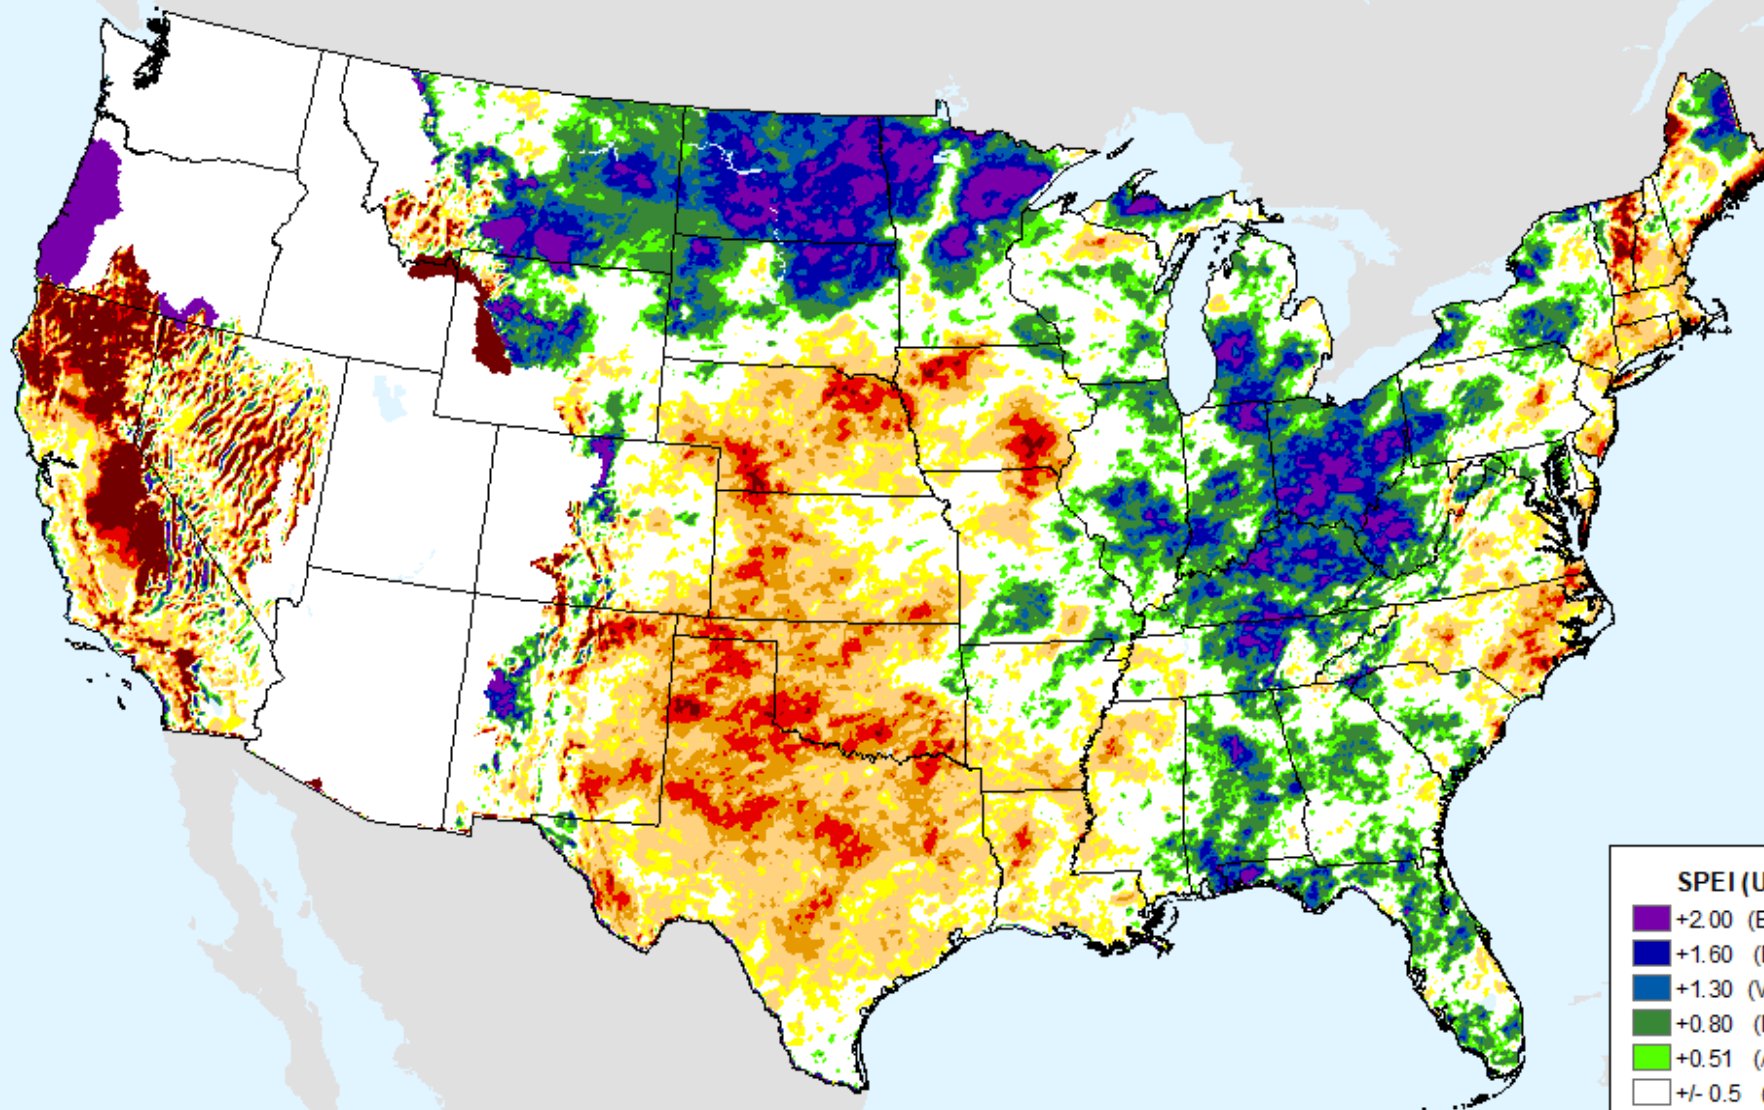 SPEI (U
+2.00 (E
+1.60 (
+1.30 (V
+0.80 (
+0.51 (
+/- 0.5 (